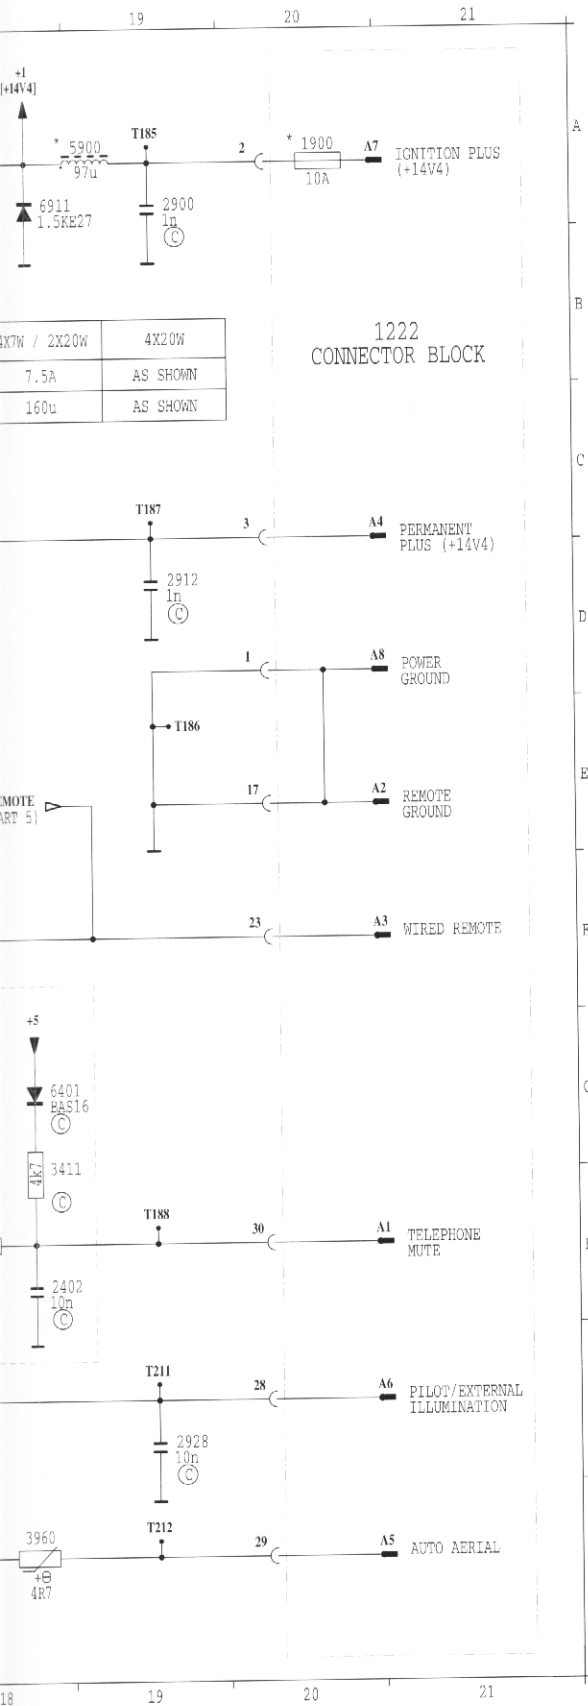 19 20 21
+1
[+14V4]
A
* 5900
97u
T185
2
* 1900
10A
A7
IGNITION PLUS
(+14V4)
6911
1.5KE27
2900
1n
C
B
1222
CONNECTOR BLOCK
4X7W / 2X20W 4X20W
7.5A AS SHOWN
160u AS SHOWN
C
T187
3
A4
PERMANENT
PLUS (+14V4)
2912
1n
C
D
1
A8
POWER
GROUND
T186
E
EMOTE
ART 5)
17
A2
REMOTE
GROUND
23
A3
WIRED REMOTE
F
+5
6401
BAS16
C
G
4k7
3411
C
T188
30
A1
TELEPHONE
MUTE
2402
10n
C
T211
28
A6
PILOT/EXTERNAL
ILLUMINATION
2928
10n
C
3960
+θ
4R7
T212
29
A5
AUTO AERIAL
18 19 20 21